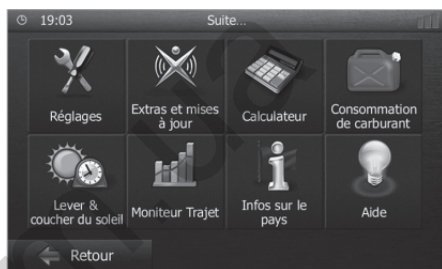 19:03 Suite...
Réglages
Extras et mises
à jour
Calculateur
Consommation
de carburant
Lever &
coucher du soleil
Moniteur Trajet
Infos sur le
pays
Aide
Retour